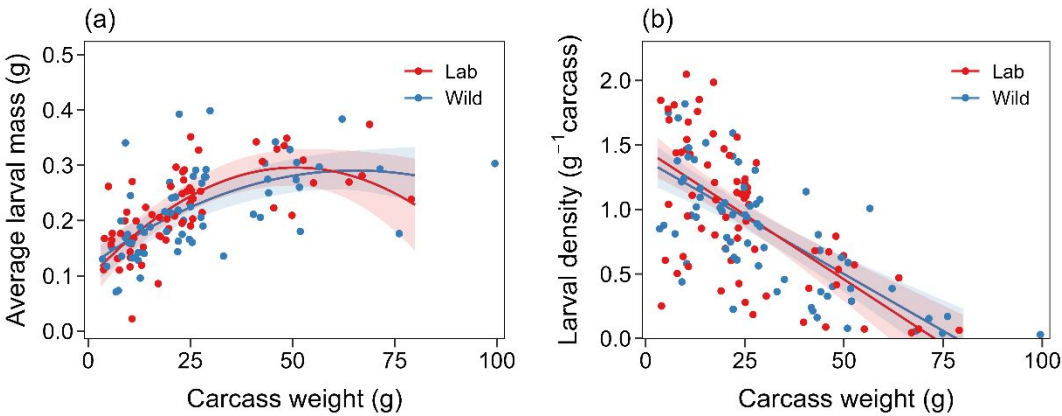 (a)
Average larval mass (g)
0.5
0.4
0.3
0.2
0.1
0.0
Lab
Wild
0
25
50
75
100
Carcass weight (g)
(b)
Larval density (g⁻¹carcass)
2.0
1.5
1.0
0.5
0.0
Lab
Wild
0
25
50
75
100
Carcass weight (g)